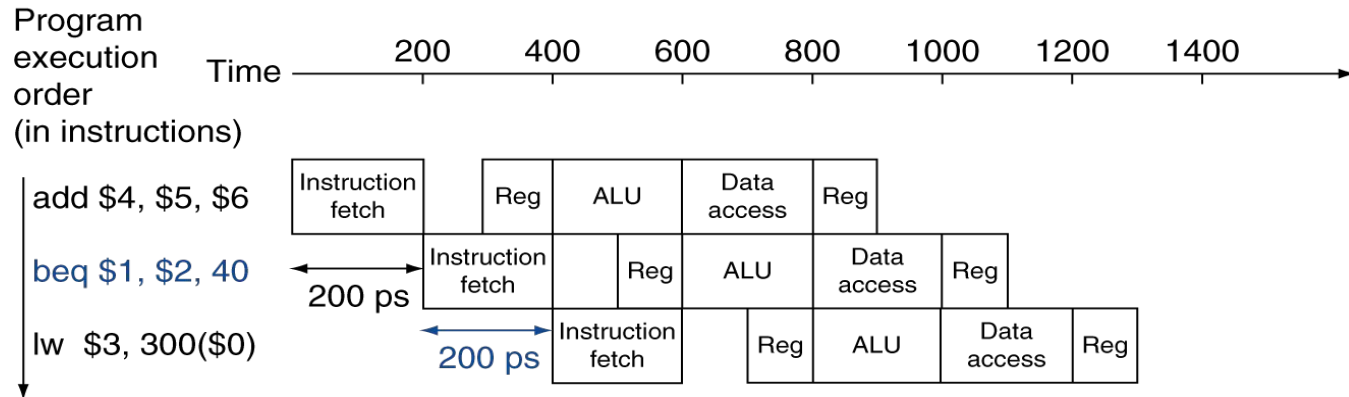 Program
execution
order
(in instructions)
Time
200 400 600 800 1000 1200 1400
add $4, $5, $6
Instruction
fetch
Reg
ALU
Data
access
Reg
beq $1, $2, 40
200 ps
Instruction
fetch
Reg
ALU
Data
access
Reg
lw $3, 300($0)
200 ps
Instruction
fetch
Reg
ALU
Data
access
Reg